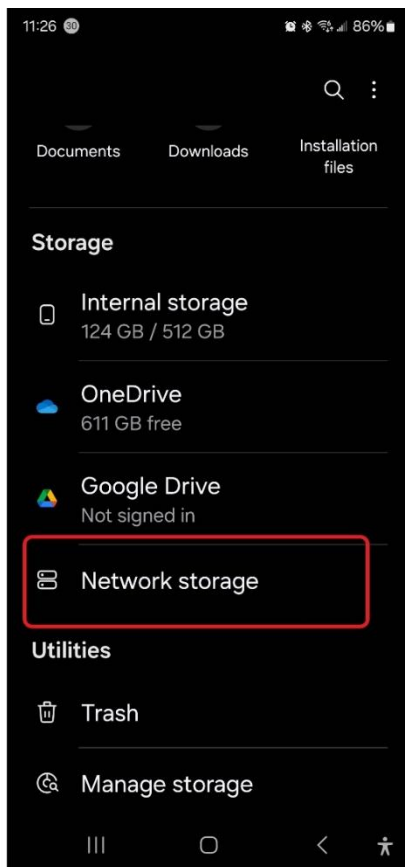 11:26 30 86%
Documents
Downloads
Installation
files
Storage
Internal storage
124 GB / 512 GB
OneDrive
611 GB free
Google Drive
Not signed in
Network storage
Utilities
Trash
Manage storage